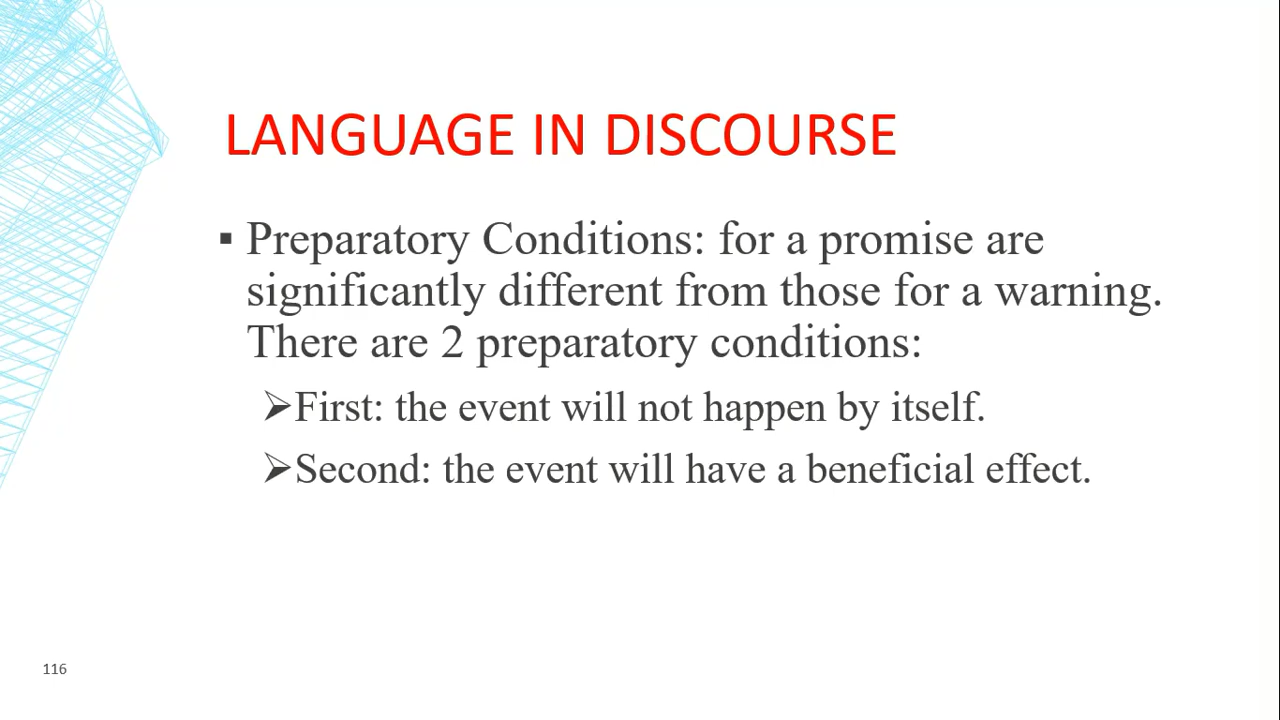 LANGUAGE IN DISCOURSE
▪ Preparatory Conditions: for a promise are
significantly different from those for a warning.
There are 2 preparatory conditions:
➢First: the event will not happen by itself.
➢Second: the event will have a beneficial effect.
116